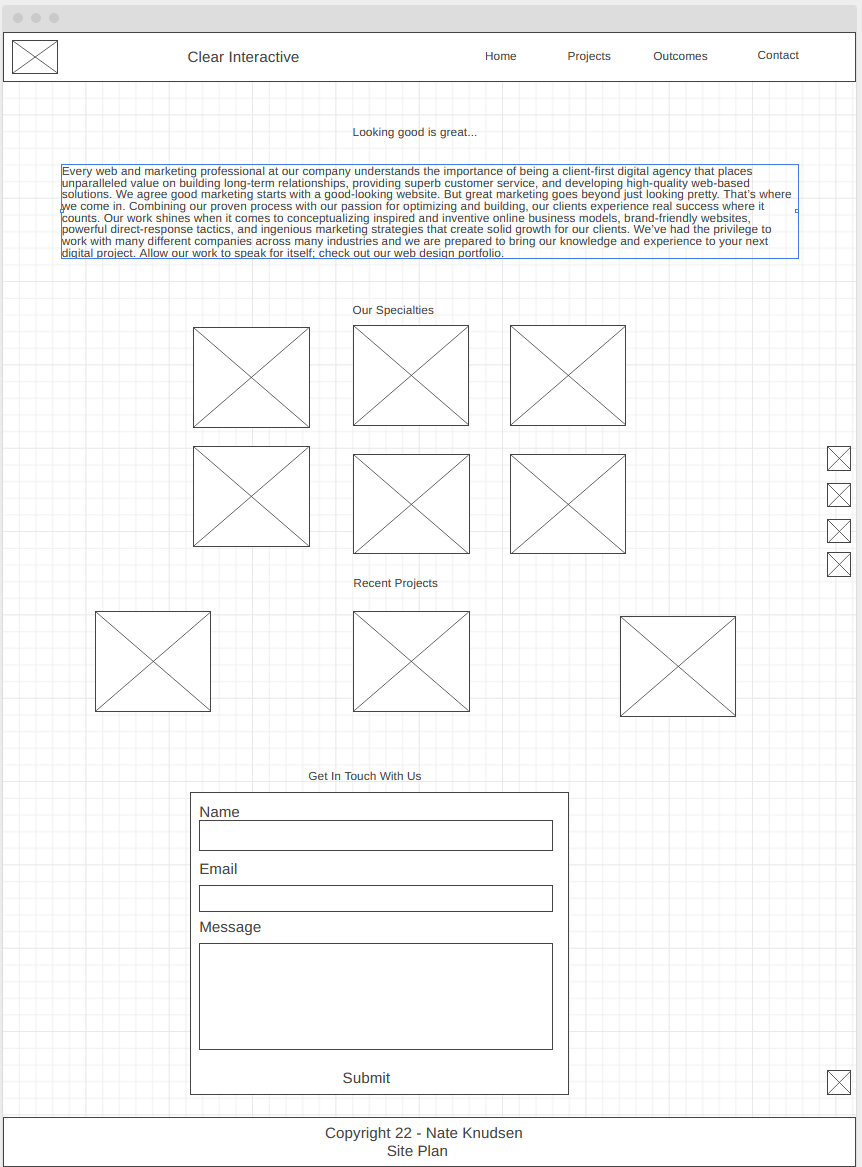 Clear Interactive
Home
Projects
Outcomes
Contact
Looking good is great...
Every web and marketing professional at our company understands the importance of being a client-first digital agency that places
unparalleled value on building long-term relationships, providing superb customer service, and developing high-quality web-based
solutions. We agree good marketing starts with a good-looking website. But great marketing goes beyond just looking pretty. That's where
we come in. Combining our proven process with our passion for optimizing and building, our clients experience real success where it
counts. Our work shines when it comes to conceptualizing inspired and inventive online business models, brand-friendly websites,
powerful direct-response tactics, and ingenious marketing strategies that create solid growth for our clients. We've had the privilege to
work with many different companies across many industries and we are prepared to bring our knowledge and experience to your next
digital project. Allow our work to speak for itself; check out our web design portfolio.
Our Specialties
Recent Projects
Get In Touch With Us
Name
Email
Message
Submit
Copyright 22 - Nate Knudsen
Site Plan